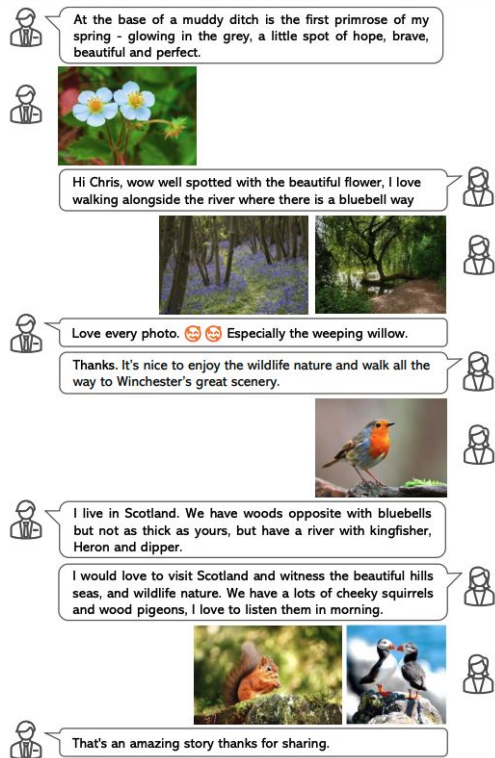 At the base of a muddy ditch is the first primrose of my
spring - glowing in the grey, a little spot of hope, brave,
beautiful and perfect.
Hi Chris, wow well spotted with the beautiful flower, I love
walking alongside the river where there is a bluebell way
Love every photo. 🥰 🥰 Especially the weeping willow.
Thanks. It's nice to enjoy the wildlife nature and walk all the
way to Winchester's great scenery.
I live in Scotland. We have woods opposite with bluebells
but not as thick as yours, but have a river with kingfisher,
Heron and dipper.
I would love to visit Scotland and witness the beautiful hills
seas, and wildlife nature. We have a lots of cheeky squirrels
and wood pigeons, I love to listen them in morning.
That's an amazing story thanks for sharing.